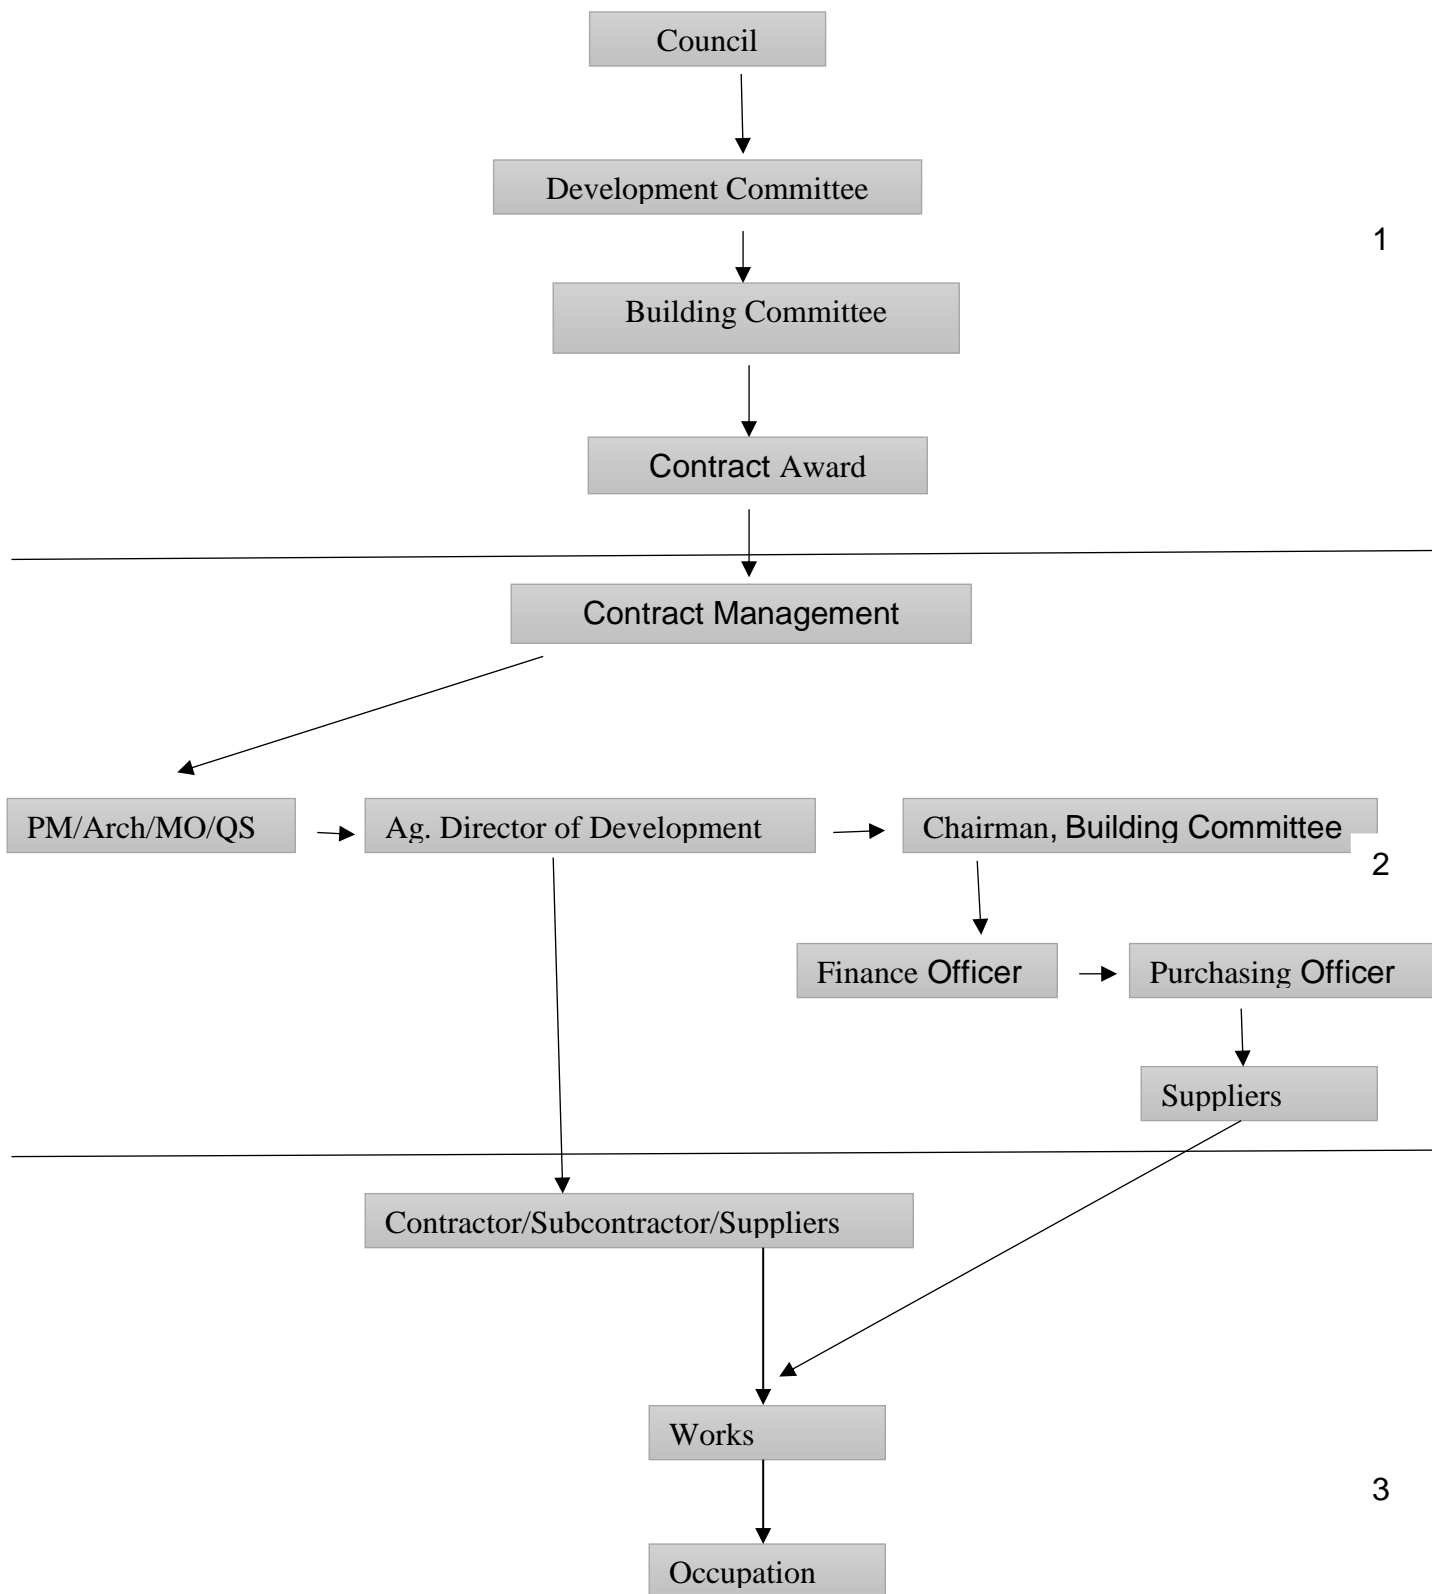 Council
Development Committee
1
Building Committee
Contract Award
Contract Management
PM/Arch/MO/QS
Ag. Director of Development
Chairman, Building Committee
2
Finance Officer
Purchasing Officer
Suppliers
Contractor/Subcontractor/Suppliers
Works
3
Occupation